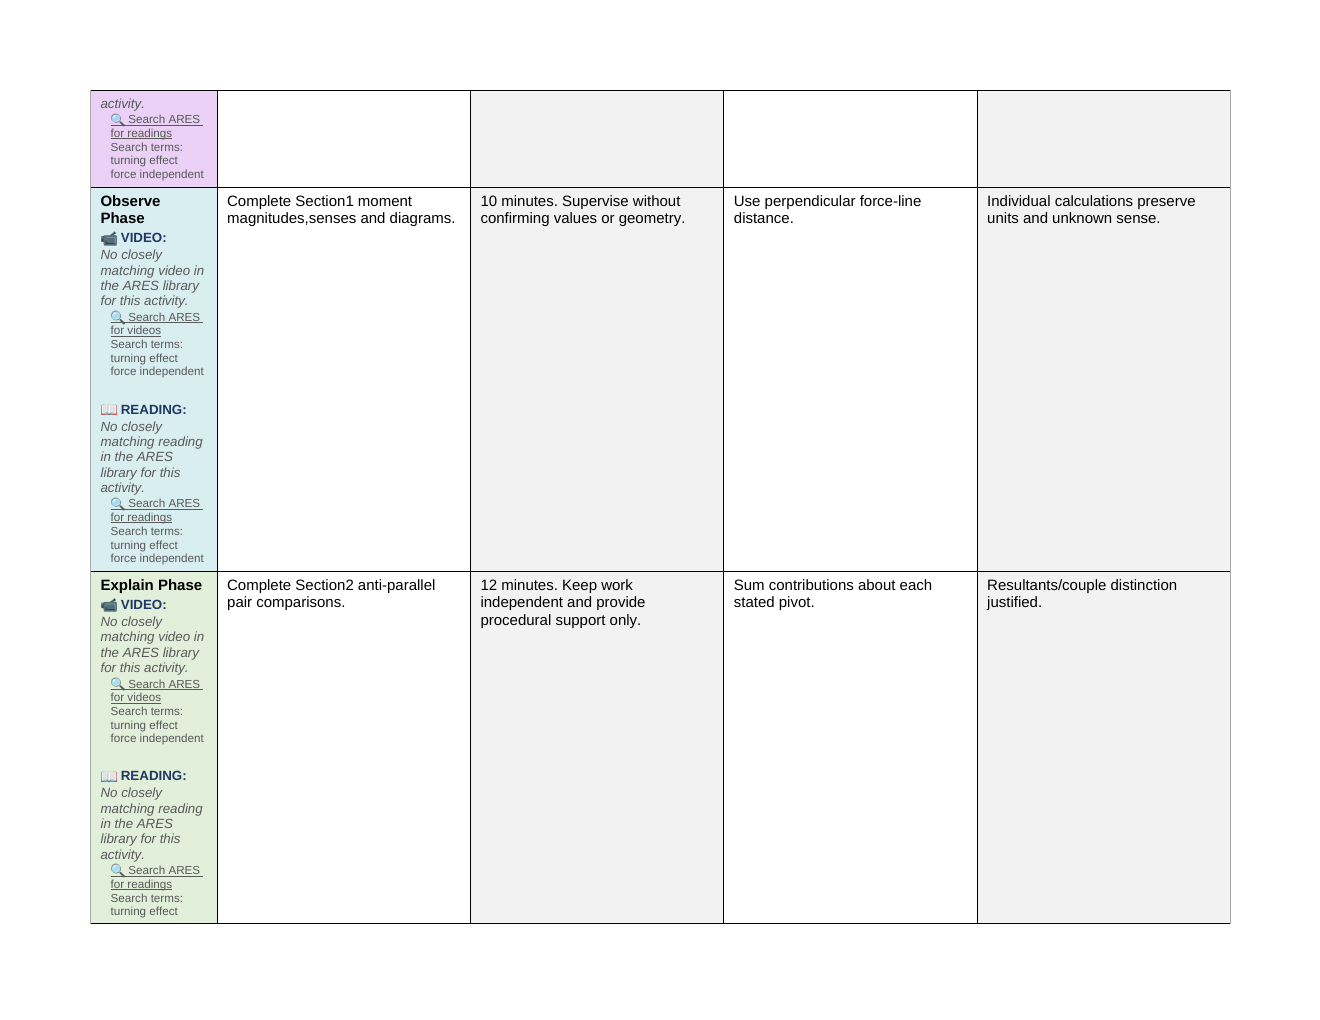 activity.
🔍 Search ARES
for readings
Search terms:
turning effect
force independent
Observe
Phase
📹 VIDEO:
No closely
matching video in
the ARES library
for this activity.
🔍 Search ARES
for videos
Search terms:
turning effect
force independent
📖 READING:
No closely
matching reading
in the ARES
library for this
activity.
🔍 Search ARES
for readings
Search terms:
turning effect
force independent
Complete Section1 moment
magnitudes,senses and diagrams.
10 minutes. Supervise without
confirming values or geometry.
Use perpendicular force-line
distance.
Individual calculations preserve
units and unknown sense.
Explain Phase
📹 VIDEO:
No closely
matching video in
the ARES library
for this activity.
🔍 Search ARES
for videos
Search terms:
turning effect
force independent
📖 READING:
No closely
matching reading
in the ARES
library for this
activity.
🔍 Search ARES
for readings
Search terms:
turning effect
Complete Section2 anti-parallel
pair comparisons.
12 minutes. Keep work
independent and provide
procedural support only.
Sum contributions about each
stated pivot.
Resultants/couple distinction
justified.